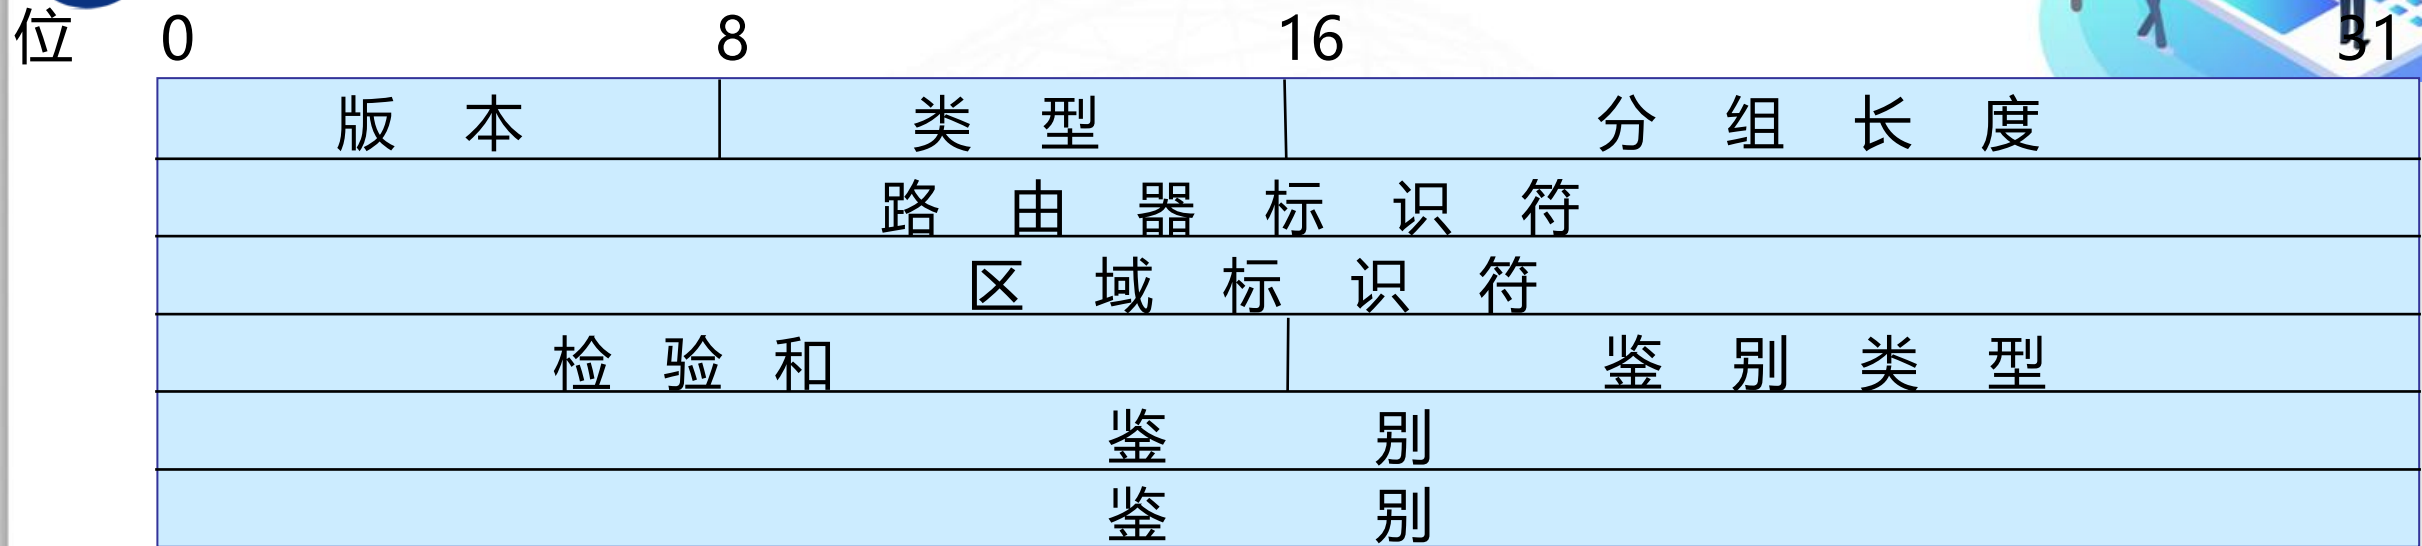 位 0 8 16 31
版 本 类 型 分 组 长 度
路 由 器 标 识 符
区 域 标 识 符
检 验 和 鉴 别 类 型
鉴 别
鉴 别